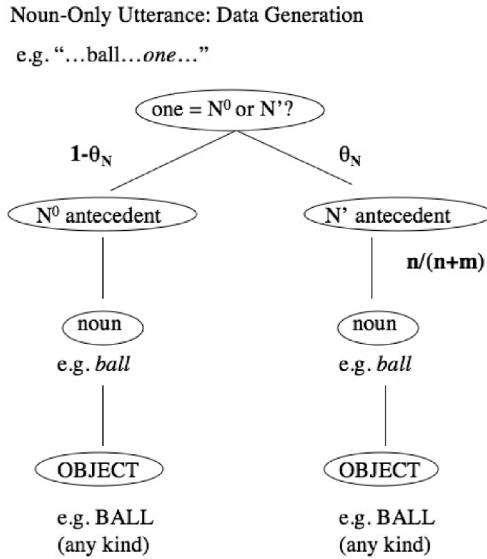 Noun-Only Utterance: Data Generation
e.g. “...ball...one...”
one = N⁰ or N’?
1-θN
θN
N⁰ antecedent
N’ antecedent
n/(n+m)
noun
noun
e.g. ball
e.g. ball
OBJECT
OBJECT
e.g. BALL
(any kind)
e.g. BALL
(any kind)